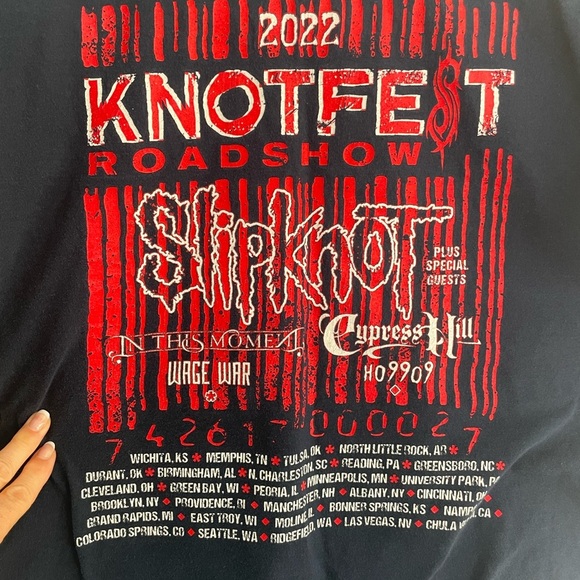 2022
KNOTFEST
ROADSHOW
SlipKnoT
PLUS
SPECIAL
GUESTS
IN THIS MOMENT
Cypress Hill
WAGE WAR
HO99O9
742617000027
WICHITA, KS * MEMPHIS, TN * TULSA, OK * NORTH LITTLE ROCK, AR *
DURANT, OK * BIRMINGHAM, AL * N. CHARLESTON, SC * READING, PA * GREENSBORO, NC *
CLEVELAND, OH * GREEN BAY, WI * PEORIA, IL * MINNEAPOLIS, MN * UNIVERSITY PARK, PA
BROOKLYN, NY ◆ PROVIDENCE, RI ◆ MANCHESTER, NH ◆ ALBANY, NY ◆ CINCINNATI, OH
GRAND RAPIDS, MI ◆ EAST TROY, WI ◆ MOLINE, IL ◆ BONNER SPRINGS, KS ◆ NAMPA, CA
COLORADO SPRINGS, CO ◆ SEATTLE, WA ◆ RIDGEFIELD, WA ◆ LAS VEGAS, NV ◆ CHULA